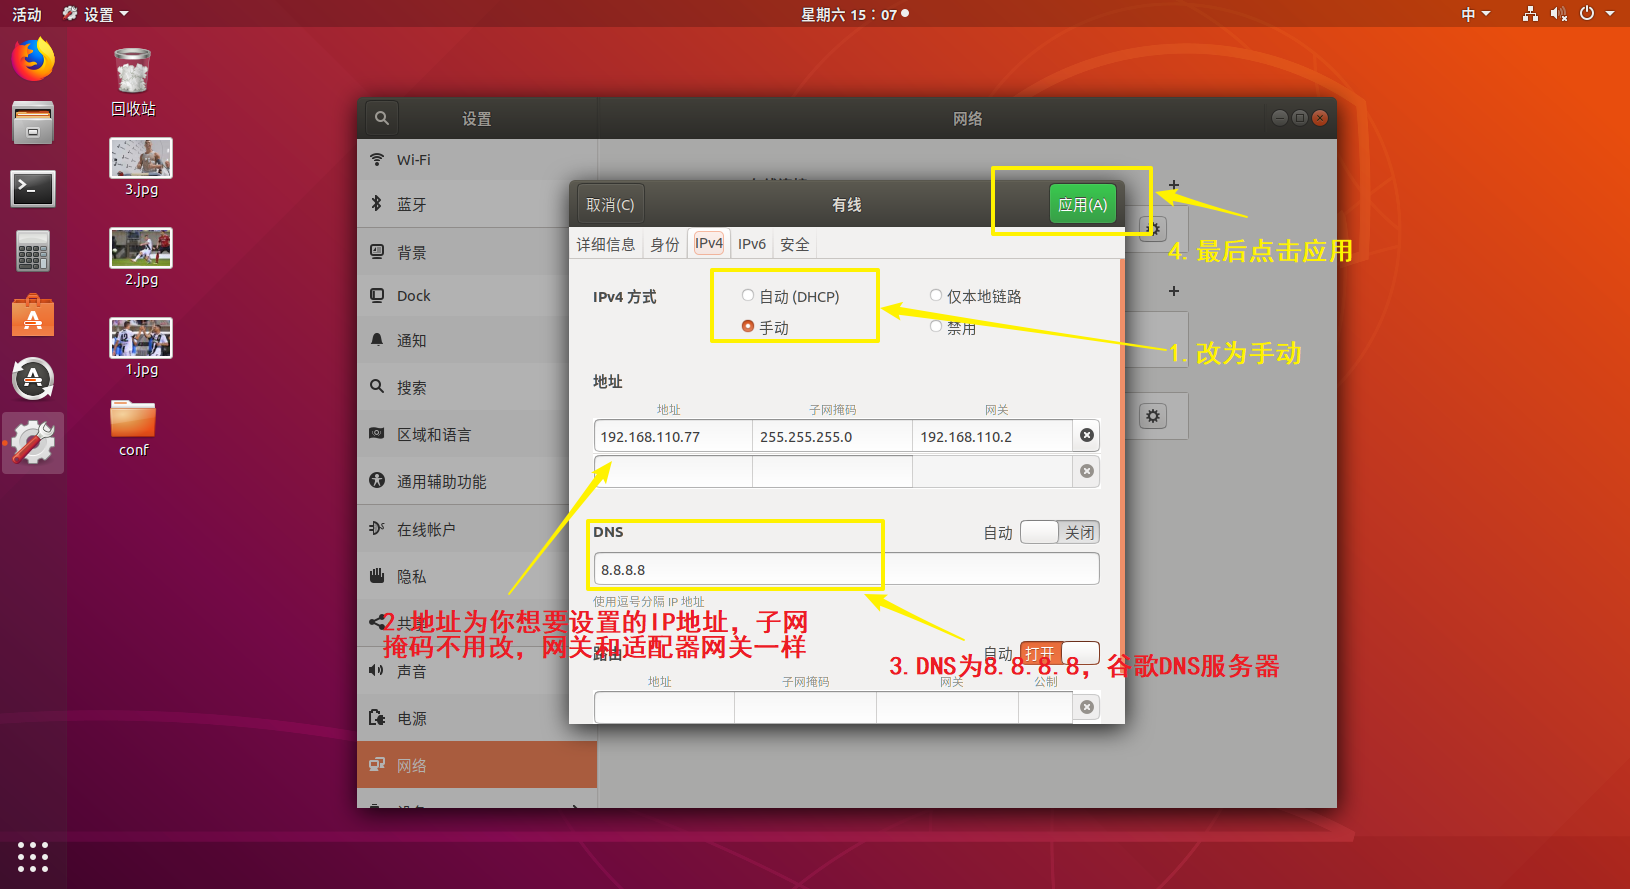 活动
设置
星期六 15：07
中
回收站
3.jpg
2.jpg
1.jpg
conf
设置
网络
Wi-Fi
蓝牙
背景
Dock
通知
搜索
区域和语言
通用辅助功能
在线帐户
隐私
声音
电源
网络
取消(C)
有线
应用(A)
详细信息
身份
IPv4
IPv6
安全
4. 最后点击应用
IPv4 方式
自动 (DHCP)
仅本地链路
手动
禁用
1. 改为手动
地址
地址
子网掩码
网关
192.168.110.77
255.255.255.0
192.168.110.2
DNS
自动
关闭
8.8.8.8
使用逗号分隔 IP 地址
2. 地址为你想要设置的IP地址，子网
掩码不用改，网关和适配器网关一样
路由
自动
打开
3. DNS为8.8.8.8，谷歌DNS服务器
地址
子网掩码
网关
公制